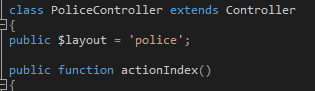 class PoliceController extends Controller
{
public $layout = 'police';
public function actionIndex()
{